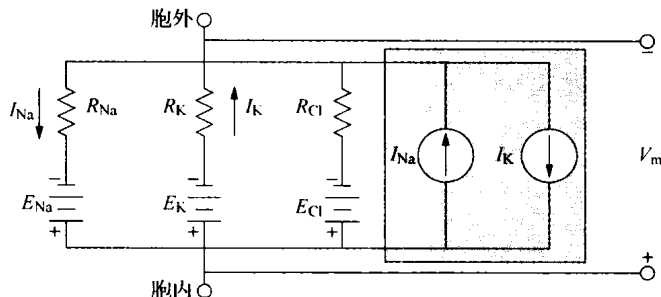 胞外
I_Na R_Na R_K I_K R_Cl I_Na I_K V_m
− − −
E_Na E_K E_Cl
+ + +
− +
胞内